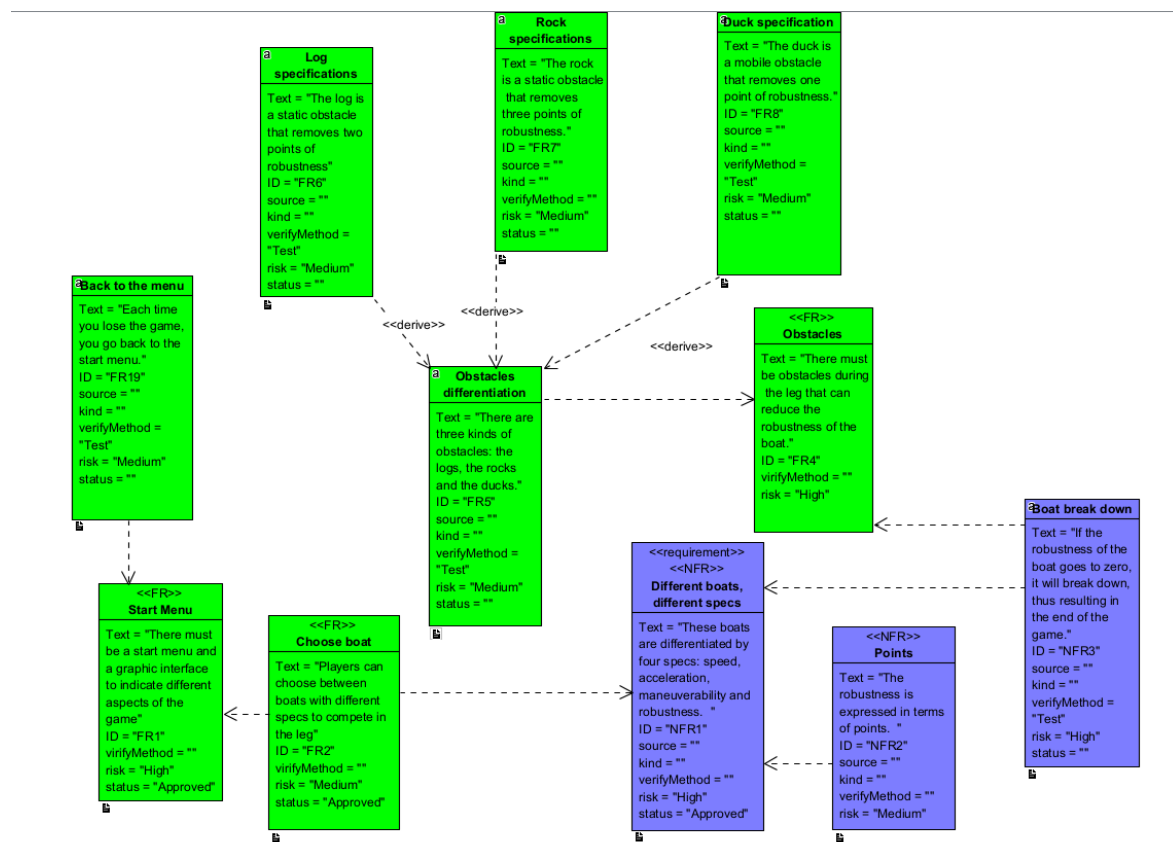 a
Log
specifications
Text = "The log is
a static obstacle
that removes two
points of
robustness"
ID = "FR6"
source = ""
kind = ""
verifyMethod =
"Test"
risk = "Medium"
status = ""
a
Rock
specifications
Text = "The rock
is a static obstacle
that removes
three points of
robustness."
ID = "FR7"
source = ""
kind = ""
verifyMethod =
"Test"
risk = "Medium"
status = ""
a
Duck specification
Text = "The duck is
a mobile obstacle
that removes one
point of robustness."
ID = "FR8"
source = ""
kind = ""
verifyMethod =
"Test"
risk = "Medium"
status = ""
a
Back to the menu
Text = "Each time
you lose the game,
you go back to the
start menu."
ID = "FR19"
source = ""
kind = ""
verifyMethod =
"Test"
risk = "Medium"
status = ""
<<derive>>
<<derive>>
<<derive>>
a
Obstacles
differentiation
Text = "There are
three kinds of
obstacles: the
logs, the rocks
and the ducks."
ID = "FR5"
source = ""
kind = ""
verifyMethod =
"Test"
risk = "Medium"
status = ""
<<FR>>
Obstacles
Text = "There must
be obstacles during
the leg that can
reduce the
robustness of the
boat."
ID = "FR4"
virifyMethod = ""
risk = "High"
a
Boat break down
Text = "If the
robustness of the
boat goes to zero,
it will break down,
thus resulting in
the end of the
game."
ID = "NFR3"
source = ""
kind = ""
verifyMethod =
"Test"
risk = "High"
status = ""
<<FR>>
Start Menu
Text = "There must
be a start menu and
a graphic interface
to indicate different
aspects of the
game"
ID = "FR1"
virifyMethod = ""
risk = "High"
status = "Approved"
<<FR>>
Choose boat
Text = "Players can
choose between
boats with different
specs to compete in
the leg"
ID = "FR2"
virifyMethod = ""
risk = "Medium"
status = "Approved"
<<requirement>>
<<NFR>>
Different boats,
different specs
Text = "These boats
are differentiated by
four specs: speed,
acceleration,
maneuverability and
robustness. "
ID = "NFR1"
source = ""
kind = ""
verifyMethod = ""
risk = "High"
status = "Approved"
<<NFR>>
Points
Text = "The
robustness is
expressed in terms
of points. "
ID = "NFR2"
source = ""
kind = ""
verifyMethod = ""
risk = "Medium"